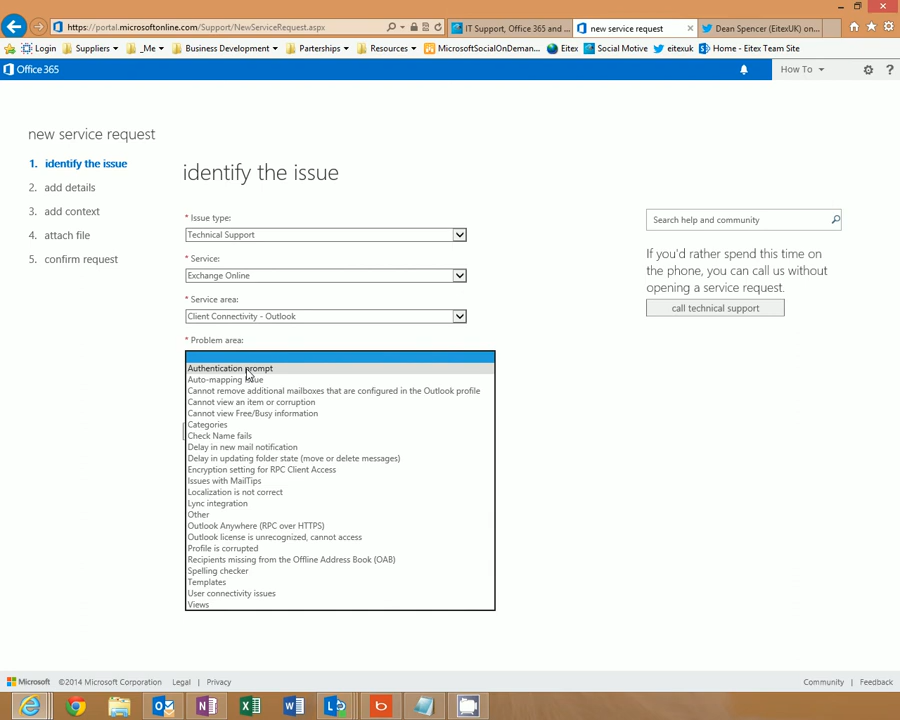 https://portal.microsoftonline.com/Support/NewServiceRequest.aspx
IT Support, Office 365 and ...
new service request
Dean Spencer (EitexUK) on...
Login
Suppliers
_Me
Business Development
Parterships
Resources
MicrosoftSocialOnDeman...
Eitex
Social Motive
eitexuk
Home - Eitex Team Site
Office 365
How To
?
new service request
1. identify the issue
2. add details
3. add context
4. attach file
5. confirm request
identify the issue
* Issue type:
Technical Support
* Service:
Exchange Online
* Service area:
Client Connectivity - Outlook
* Problem area:
Authentication prompt
Auto-mapping issue
Cannot remove additional mailboxes that are configured in the Outlook profile
Cannot view an item or corruption
Cannot view Free/Busy information
Categories
Check Name fails
Delay in new mail notification
Delay in updating folder state (move or delete messages)
Encryption setting for RPC Client Access
Issues with MailTips
Localization is not correct
Lync integration
Other
Outlook Anywhere (RPC over HTTPS)
Outlook license is unrecognized, cannot access
Profile is corrupted
Recipients missing from the Offline Address Book (OAB)
Spelling checker
Templates
User connectivity issues
Views
Search help and community
If you'd rather spend this time on
the phone, you can call us without
opening a service request.
call technical support
Microsoft
©2014 Microsoft Corporation
Legal
Privacy
Community
Feedback